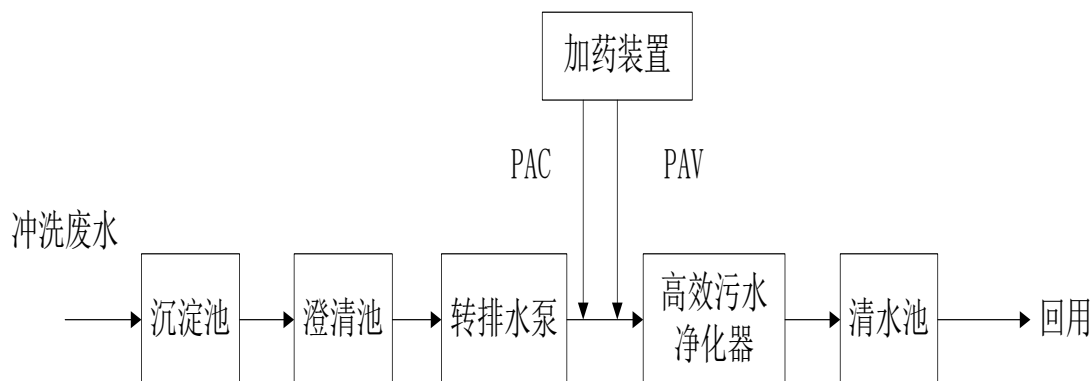 加药装置
PAC
PAV
冲洗废水
沉淀池
澄清池
转排水泵
高效污水
净化器
清水池
回用